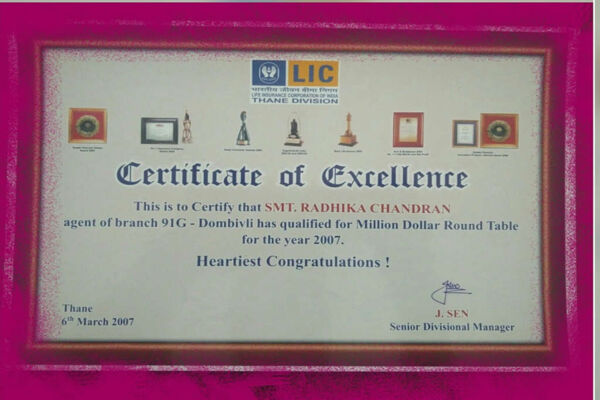 LIC
भारतीय जीवन बीमा निगम
LIFE INSURANCE CORPORATION OF INDIA
THANE DIVISION
Certificate of Excellence
This is to Certify that SMT. RADHIKA CHANDRAN
agent of branch 91G - Dombivli has qualified for Million Dollar Round Table
for the year 2007.
Heartiest Congratulations !
Thane
6th March 2007
J. SEN
Senior Divisional Manager